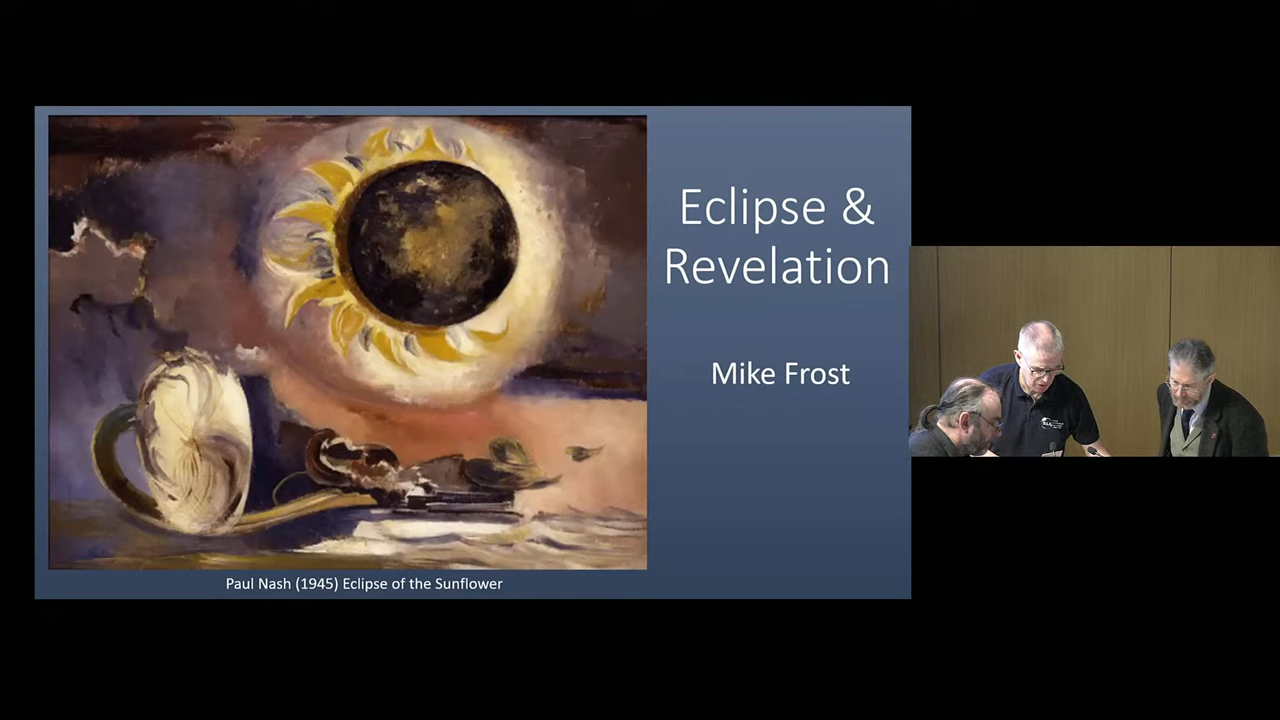 Eclipse &
Revelation
Mike Frost
Paul Nash (1945) Eclipse of the Sunflower